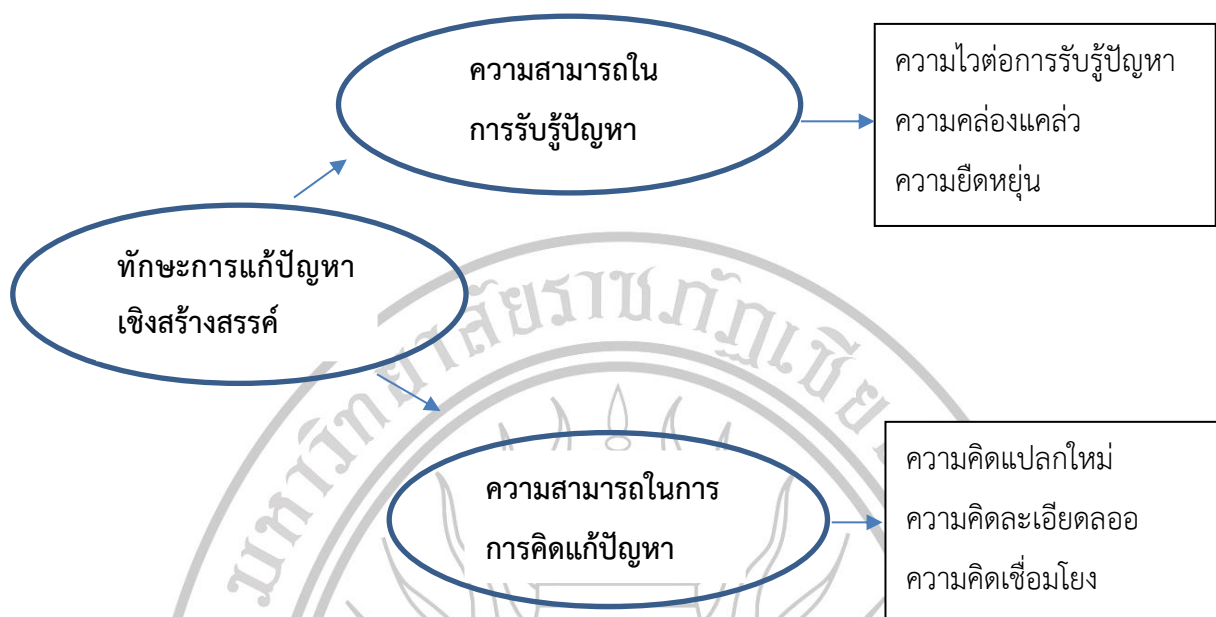 ความสามารถใน
การรับรู้ปัญหา
ความไวต่อการรับรู้ปัญหา
ความคล่องแคล่ว
ความยืดหยุ่น
ทักษะการแก้ปัญหา
เชิงสร้างสรรค์
ความสามารถในการ
การคิดแก้ปัญหา
ความคิดแปลกใหม่
ความคิดละเอียดลออ
ความคิดเชื่อมโยง